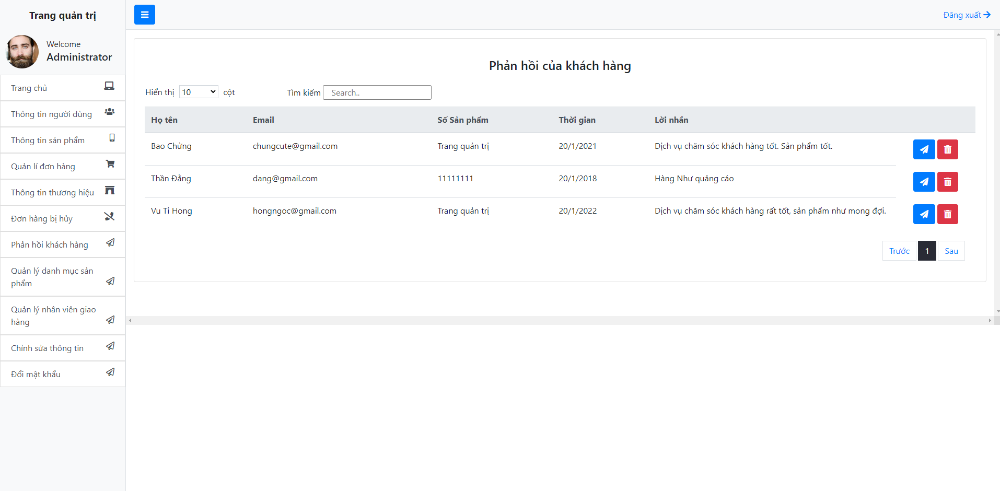 Trang quản trị
Đăng xuất
Welcome
Administrator
Trang chủ
Thông tin người dùng
Thông tin sản phẩm
Quản lí đơn hàng
Thông tin thương hiệu
Đơn hàng bị hủy
Phản hồi khách hàng
Quản lý danh mục sản
phẩm
Quản lý nhân viên giao
hàng
Chỉnh sửa thông tin
Đổi mật khẩu
Phản hồi của khách hàng
Hiển thị 10 cột Tìm kiếm Search..
Họ tên Email Số Sản phẩm Thời gian Lời nhắn
Bao Chửng chungcute@gmail.com Trang quản trị 20/1/2021 Dịch vụ chăm sóc khách hàng tốt. Sản phẩm tốt.
Thần Đằng dang@gmail.com 11111111 20/1/2018 Hàng Như quảng cáo
Vu Ti Hong hongngoc@gmail.com Trang quản trị 20/1/2022 Dịch vụ chăm sóc khách hàng rất tốt, sản phẩm như mong đợi.
Trước 1 Sau